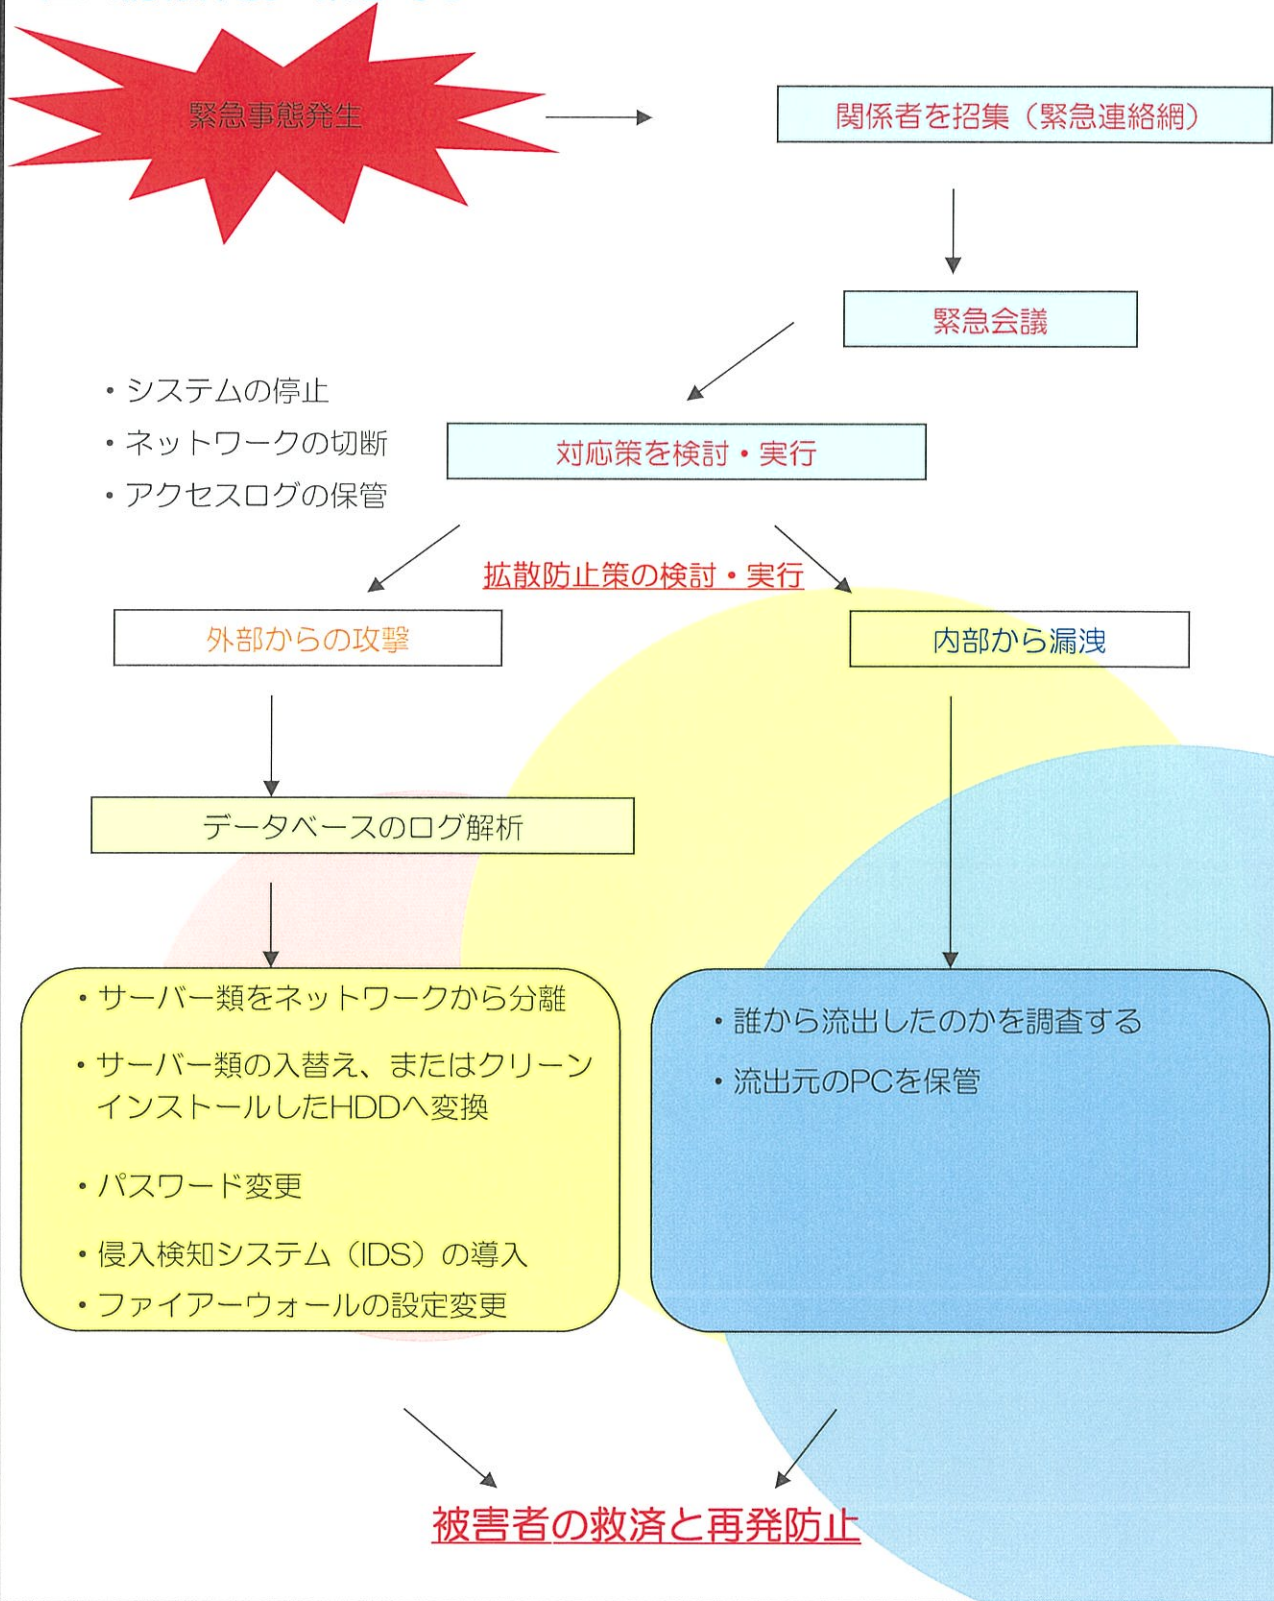 緊急事態発生
関係者を招集（緊急連絡網）
緊急会議
・システムの停止
・ネットワークの切断
・アクセスログの保管
対応策を検討・実行
拡散防止策の検討・実行
外部からの攻撃
内部から漏洩
データベースのログ解析
・サーバー類をネットワークから分離
・サーバー類の入替え、またはクリーン
インストールしたHDDへ変換
・パスワード変更
・侵入検知システム（IDS）の導入
・ファイアーウォールの設定変更
・誰から流出したのかを調査する
・流出元のPCを保管
被害者の救済と再発防止